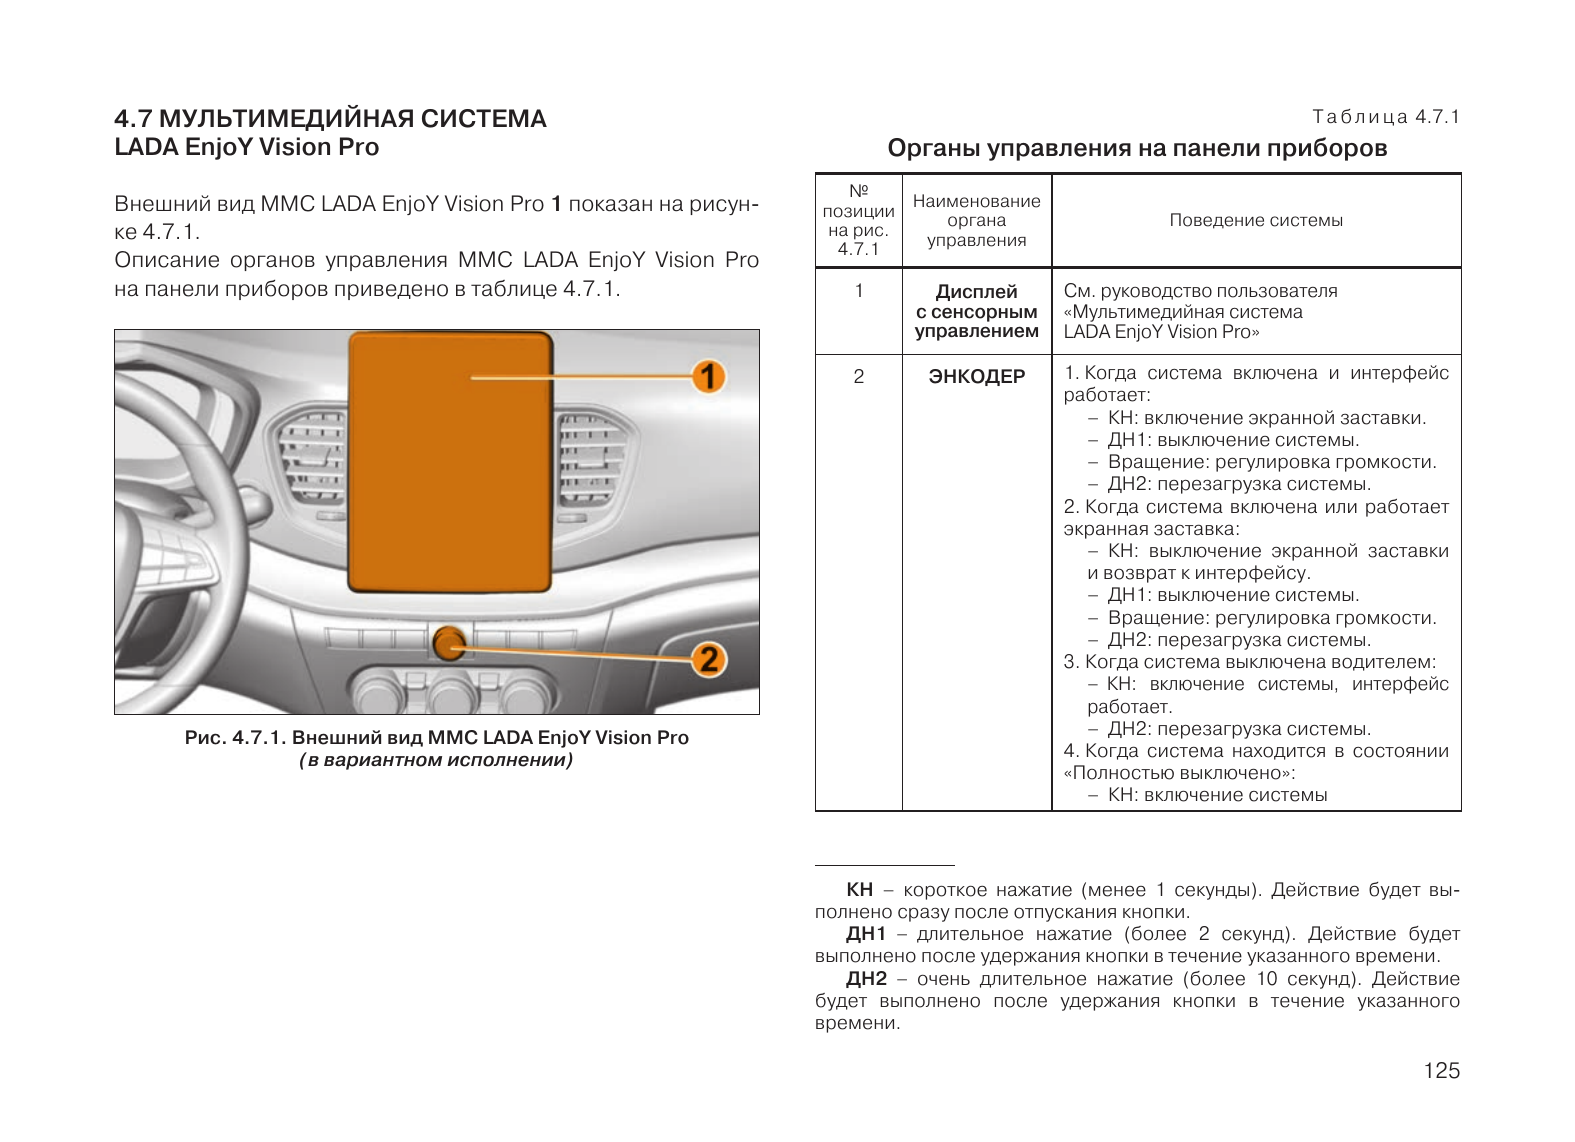 4.7 МУЛЬТИМЕДИЙНАЯ СИСТЕМА
LADA EnjoY Vision Pro
Внешний вид ММС LADA EnjoY Vision Pro 1 показан на рисун-
ке 4.7.1.
Описание органов управления ММС LADA EnjoY Vision Pro
на панели приборов приведено в таблице 4.7.1.
1
2
Рис. 4.7.1. Внешний вид ММС LADA EnjoY Vision Pro
(в вариантном исполнении)
Таблица 4.7.1
Органы управления на панели приборов
№
позиции
на рис.
4.7.1
Наименование
органа
управления
Поведение системы
1
Дисплей
с сенсорным
управлением
См. руководство пользователя
«Мультимедийная система
LADA EnjoY Vision Pro»
2
ЭНКОДЕР
1. Когда система включена и интерфейс
работает:
– КН: включение экранной заставки.
– ДН1: выключение системы.
– Вращение: регулировка громкости.
– ДН2: перезагрузка системы.
2. Когда система включена или работает
экранная заставка:
– КН: выключение экранной заставки
и возврат к интерфейсу.
– ДН1: выключение системы.
– Вращение: регулировка громкости.
– ДН2: перезагрузка системы.
3. Когда система выключена водителем:
– КН: включение системы, интерфейс
работает.
– ДН2: перезагрузка системы.
4. Когда система находится в состоянии
«Полностью выключено»:
– КН: включение системы
КН – короткое нажатие (менее 1 секунды). Действие будет вы-
полнено сразу после отпускания кнопки.
ДН1 – длительное нажатие (более 2 секунд). Действие будет
выполнено после удержания кнопки в течение указанного времени.
ДН2 – очень длительное нажатие (более 10 секунд). Действие
будет выполнено после удержания кнопки в течение указанного
времени.
125